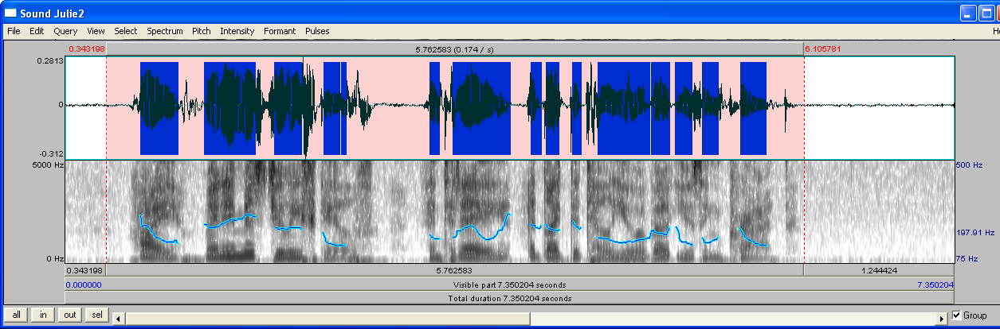 Sound Julie2
File Edit Query View Select Spectrum Pitch Intensity Formant Pulses He
0.343198 5.762583 (0.174 / s) 6.105781
0.2813
0
-0.312
5000 Hz 500 Hz
197.91 Hz
0 Hz 75 Hz
0.343198 5.762583 1.244424
0.000000 Visible part 7.350204 seconds 7.350204
Total duration 7.350204 seconds
all in out sel Group